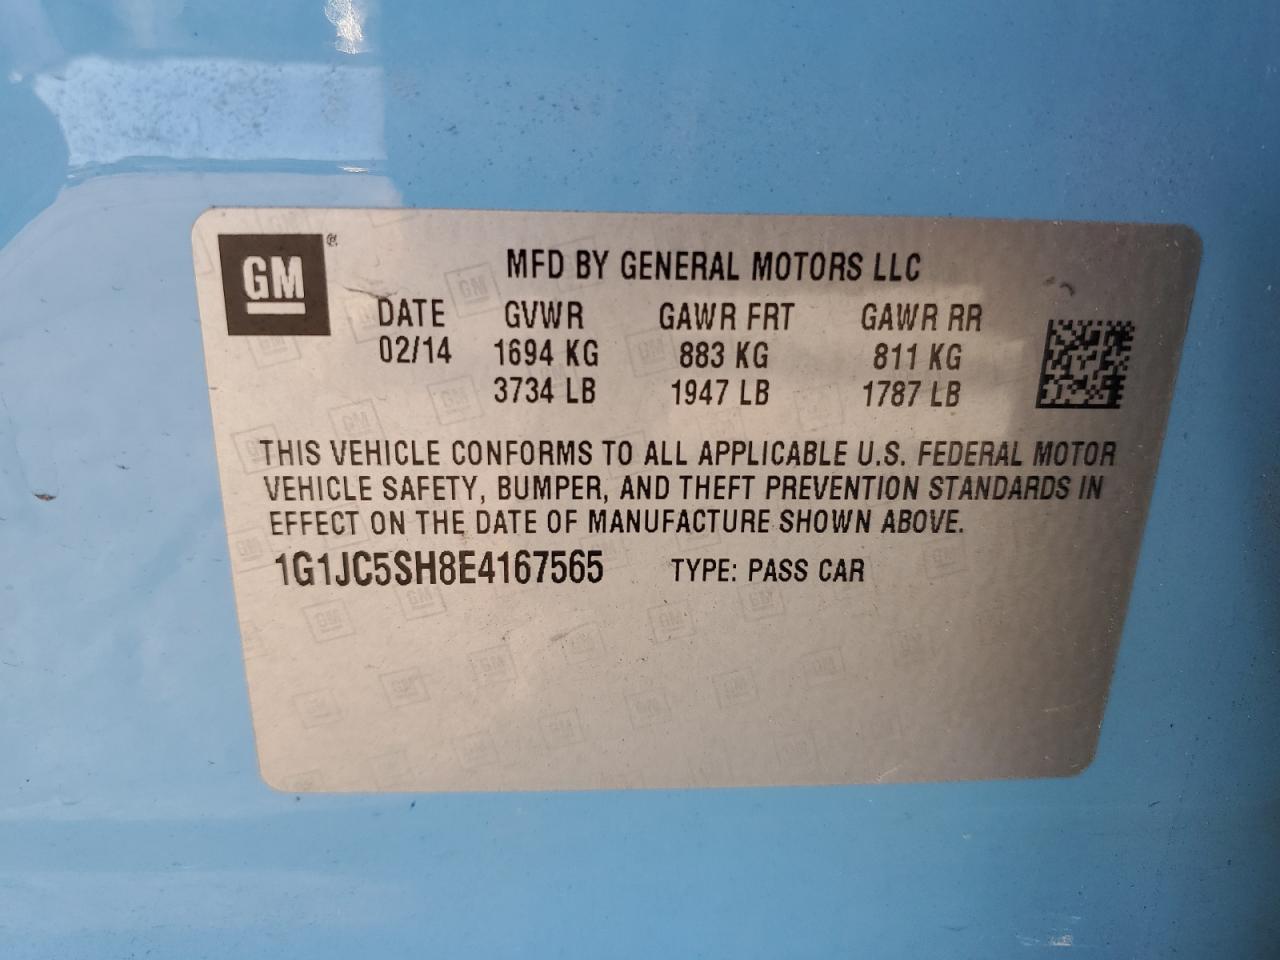 GM ®
MFD BY GENERAL MOTORS LLC
DATE GVWR GAWR FRT GAWR RR
02/14 1694 KG 883 KG 811 KG
3734 LB 1947 LB 1787 LB
THIS VEHICLE CONFORMS TO ALL APPLICABLE U.S. FEDERAL MOTOR
VEHICLE SAFETY, BUMPER, AND THEFT PREVENTION STANDARDS IN
EFFECT ON THE DATE OF MANUFACTURE SHOWN ABOVE.
1G1JC5SH8E4167565 TYPE: PASS CAR